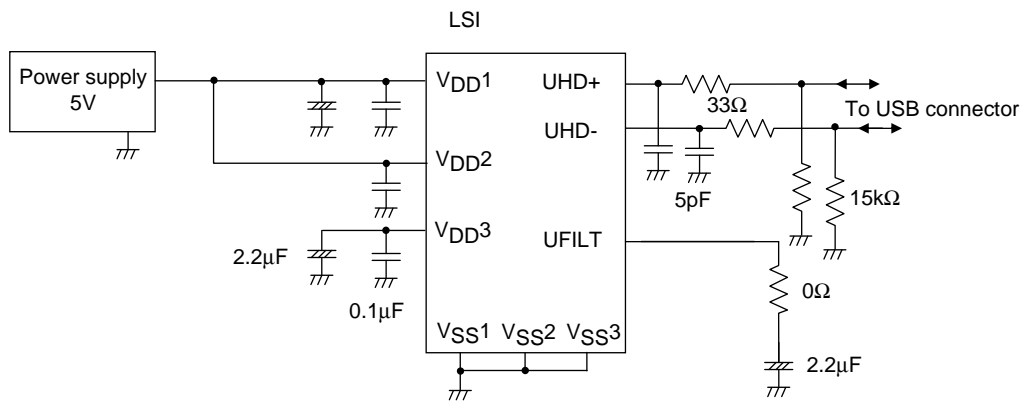 LSI
Power supply
5V
VDD1
UHD+
33Ω
To USB connector
UHD-
VDD2
5pF
15kΩ
VDD3
UFILT
2.2μF
0.1μF
0Ω
VSS1
VSS2
VSS3
2.2μF